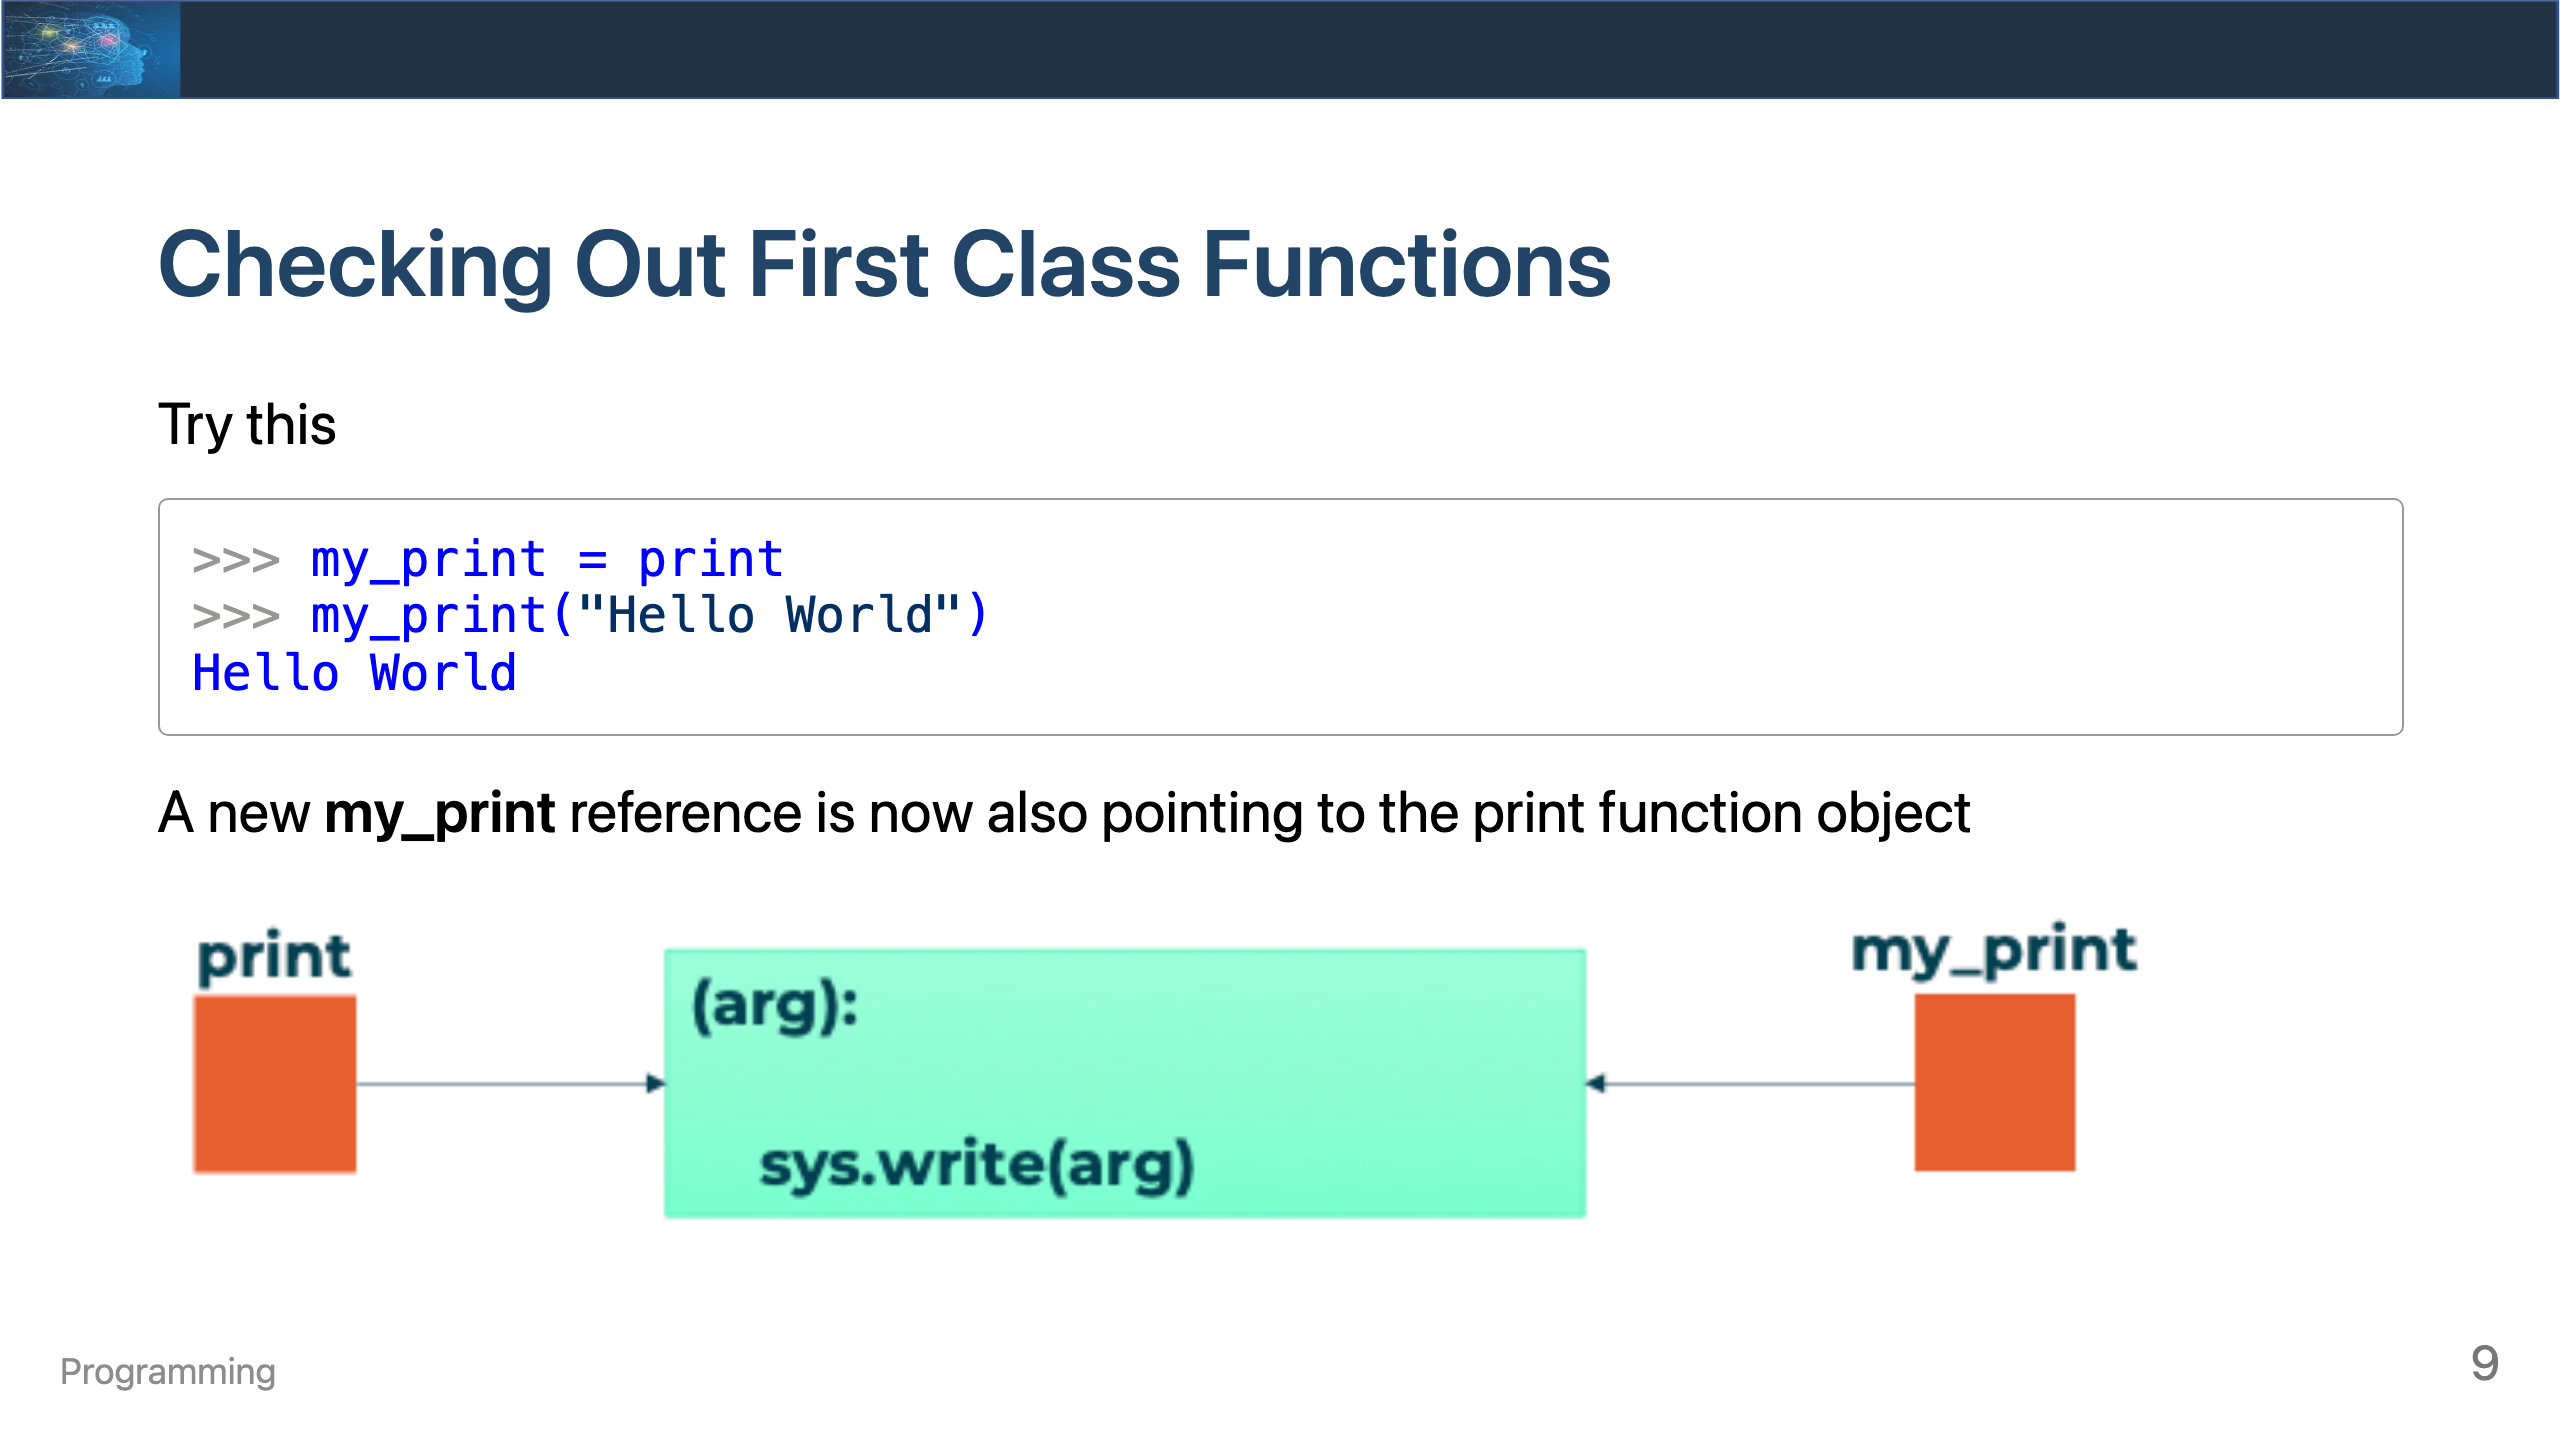 Checking Out First Class Functions
Try this
>>> my_print = print
>>> my_print("Hello World")
Hello World
A new my_print reference is now also pointing to the print function object
print
my_print
(arg):
sys.write(arg)
Programming
9